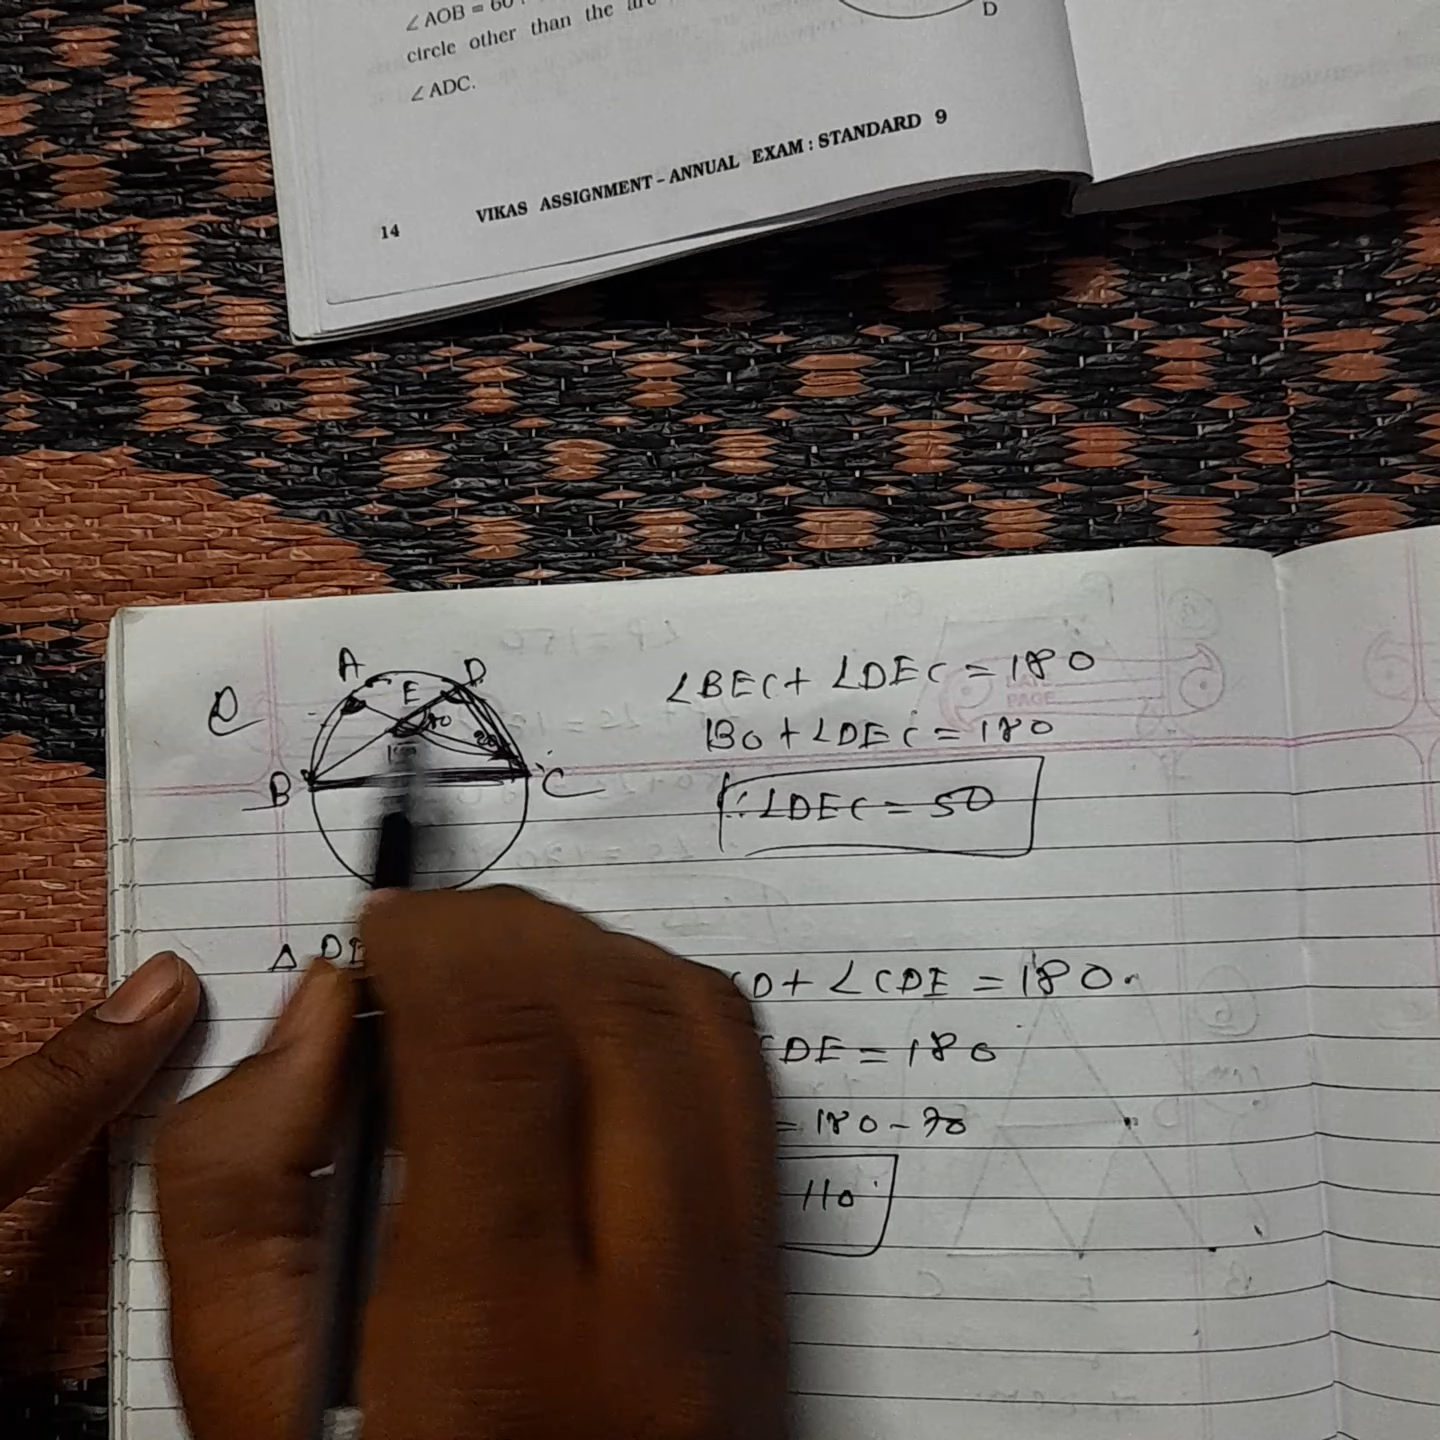 ∠AOB = 60
circle other than the
∠ADC.
D
14 VIKAS ASSIGNMENT – ANNUAL EXAM : STANDARD 9
A
D
E
B
C
∠BEC + ∠DEC = 180
130 + ∠DEC = 180
∴ ∠DEC = 50
Δ DE
D + ∠CDE = 180
CDE = 180
= 180 - 70
110